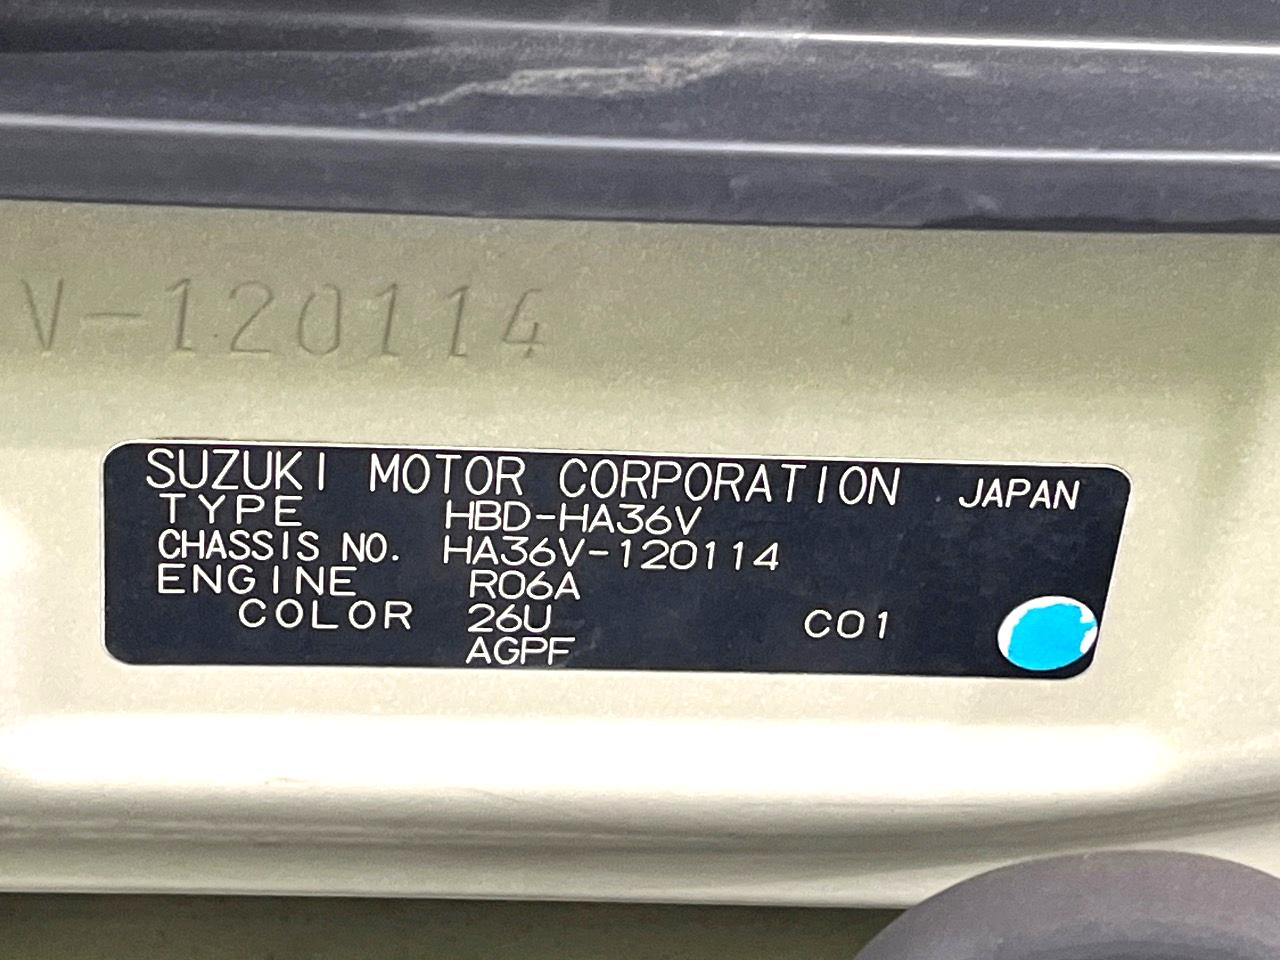 V-120114
SUZUKI MOTOR CORPORATION JAPAN
TYPE HBD-HA36V
CHASSIS NO. HA36V-120114
ENGINE R06A
COLOR 26U C01
AGPF